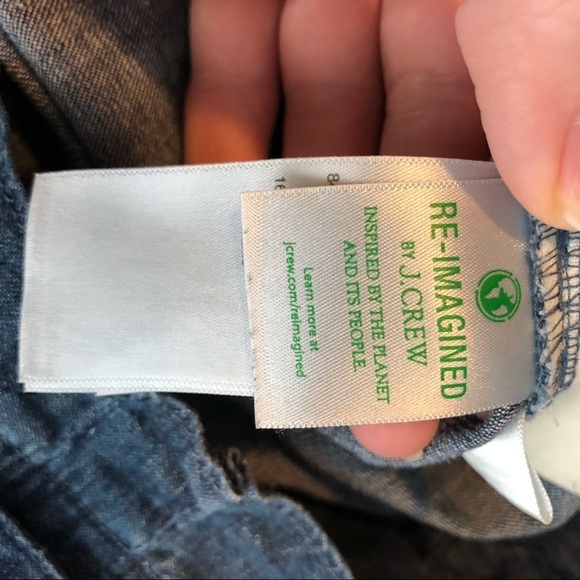 RE-IMAGINED
BY J.CREW
INSPIRED BY THE PLANET
AND ITS PEOPLE.
Learn more at
jcrew.com/reimagined